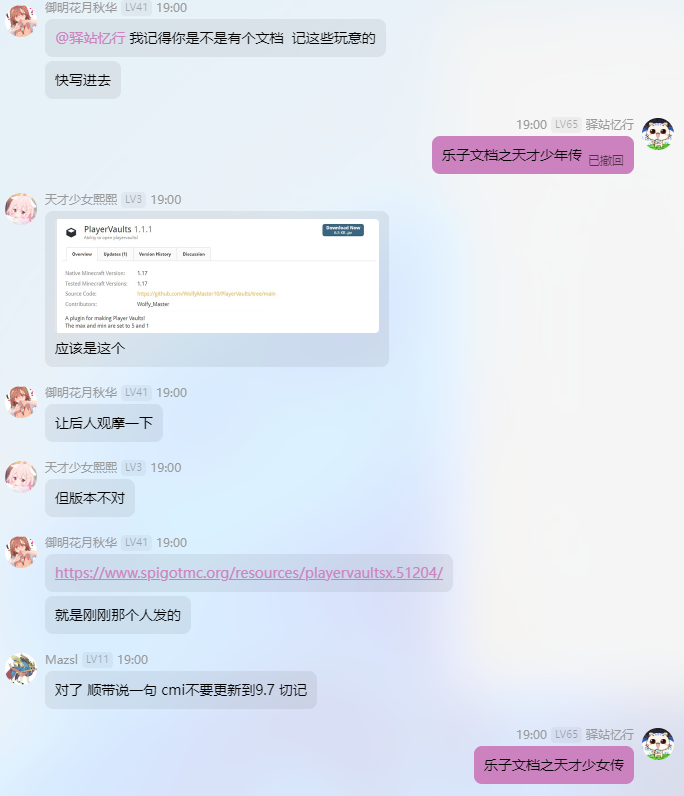 御明花月秋华 LV41 19:00
@驿站忆行 我记得你是不是有个文档 记这些玩意的
快写进去
19:00 LV65 驿站忆行
乐子文档之天才少年传 已撤回
天才少女熙熙 LV3 19:00
PlayerVaults 1.1.1
Ability to open playervaults!
Download Now
Overview Updates (1) Version History Discussion
Native Minecraft Version: 1.17
Tested Minecraft Versions: 1.17
Source Code:
Contributors: Wolfy_Master
A plugin for making Player Vaults!
The max and min are set to 5 and 1
应该是这个
御明花月秋华 LV41 19:00
让后人观摩一下
天才少女熙熙 LV3 19:00
但版本不对
御明花月秋华 LV41 19:00
https://www.spigotmc.org/resources/playervaultsx.51204/
就是刚刚那个人发的
Mazsl LV11 19:00
对了 顺带说一句 cmi不要更新到9.7 切记
19:00 LV65 驿站忆行
乐子文档之天才少女传